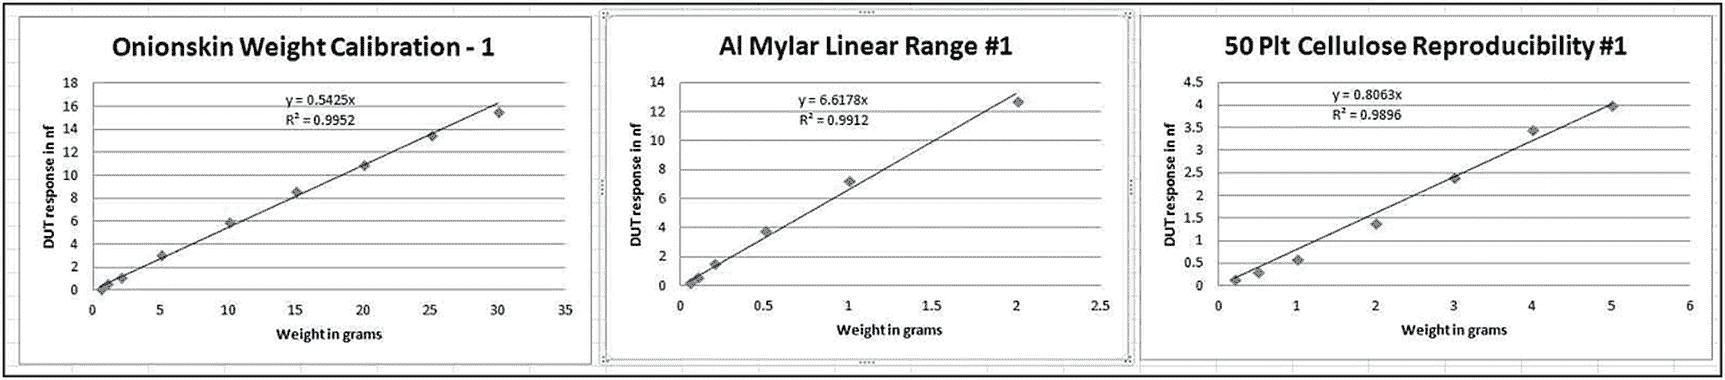 Onionskin Weight Calibration - 1
18
16
14
12
10
8
6
4
2
0
y = 0.5425x
R² = 0.9952
DUT response in nf
0 5 10 15 20 25 30 35
Weight in grams
Al Mylar Linear Range #1
14
12
10
8
6
4
2
0
y = 6.6178x
R² = 0.9912
DUT response in nf
0 0.5 1 1.5 2 2.5
Weight in grams
50 Plt Cellulose Reproducibility #1
4.5
4
3.5
3
2.5
2
1.5
1
0.5
0
y = 0.8063x
R² = 0.9896
DUT response in nf
0 1 2 3 4 5 6
Weight in grams